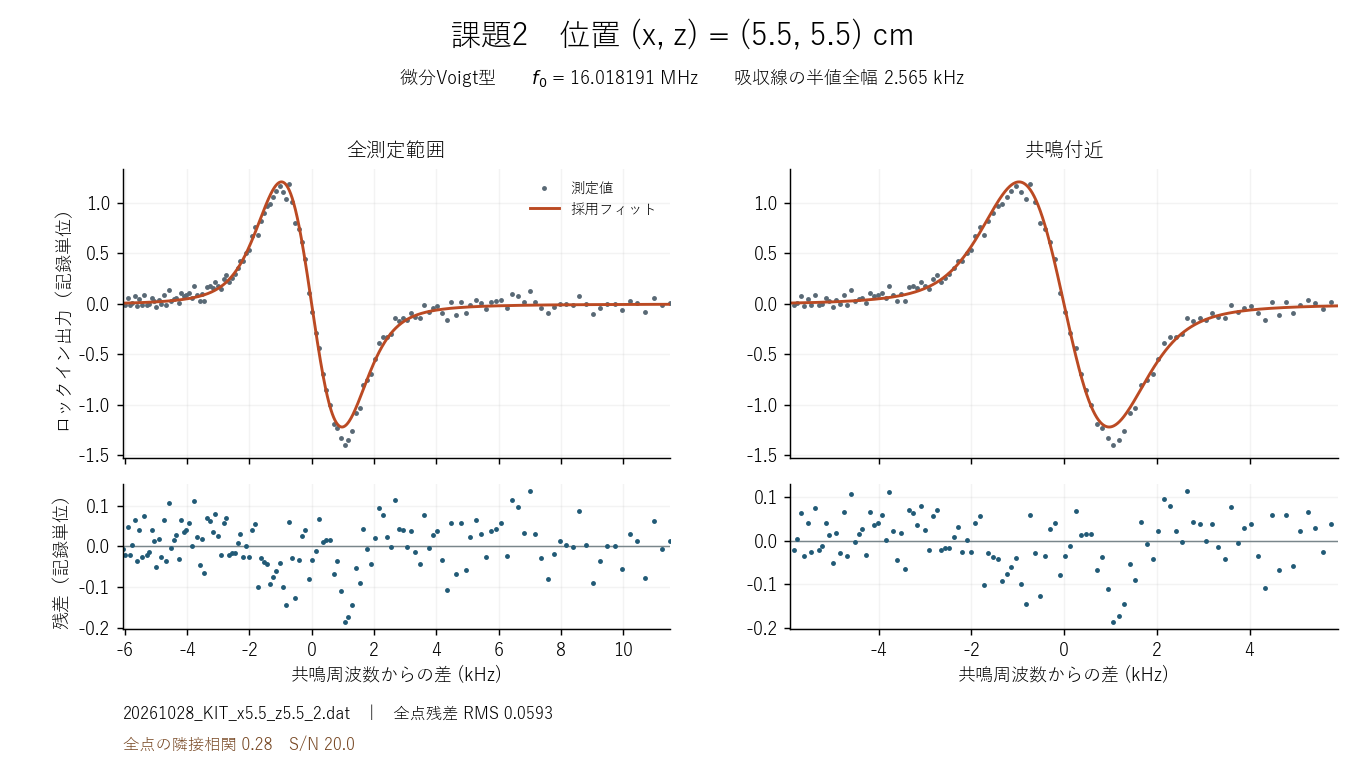 課題2　位置 (x, z) = (5.5, 5.5) cm
微分Voigt型　　f₀ = 16.018191 MHz　　吸収線の半値全幅 2.565 kHz
全測定範囲
ロックイン出力（記録単位）
1.0
0.5
0.0
-0.5
-1.0
-1.5
測定値
採用フィット
共鳴付近
1.0
0.5
0.0
-0.5
-1.0
-1.5
残差（記録単位）
0.1
0.0
-0.1
-0.2
-6 -4 -2 0 2 4 6 8 10
共鳴周波数からの差 (kHz)
0.1
0.0
-0.1
-0.2
-4 -2 0 2 4
共鳴周波数からの差 (kHz)
20261028_KIT_x5.5_z5.5_2.dat　|　全点残差 RMS 0.0593
全点の隣接相関 0.28　S/N 20.0